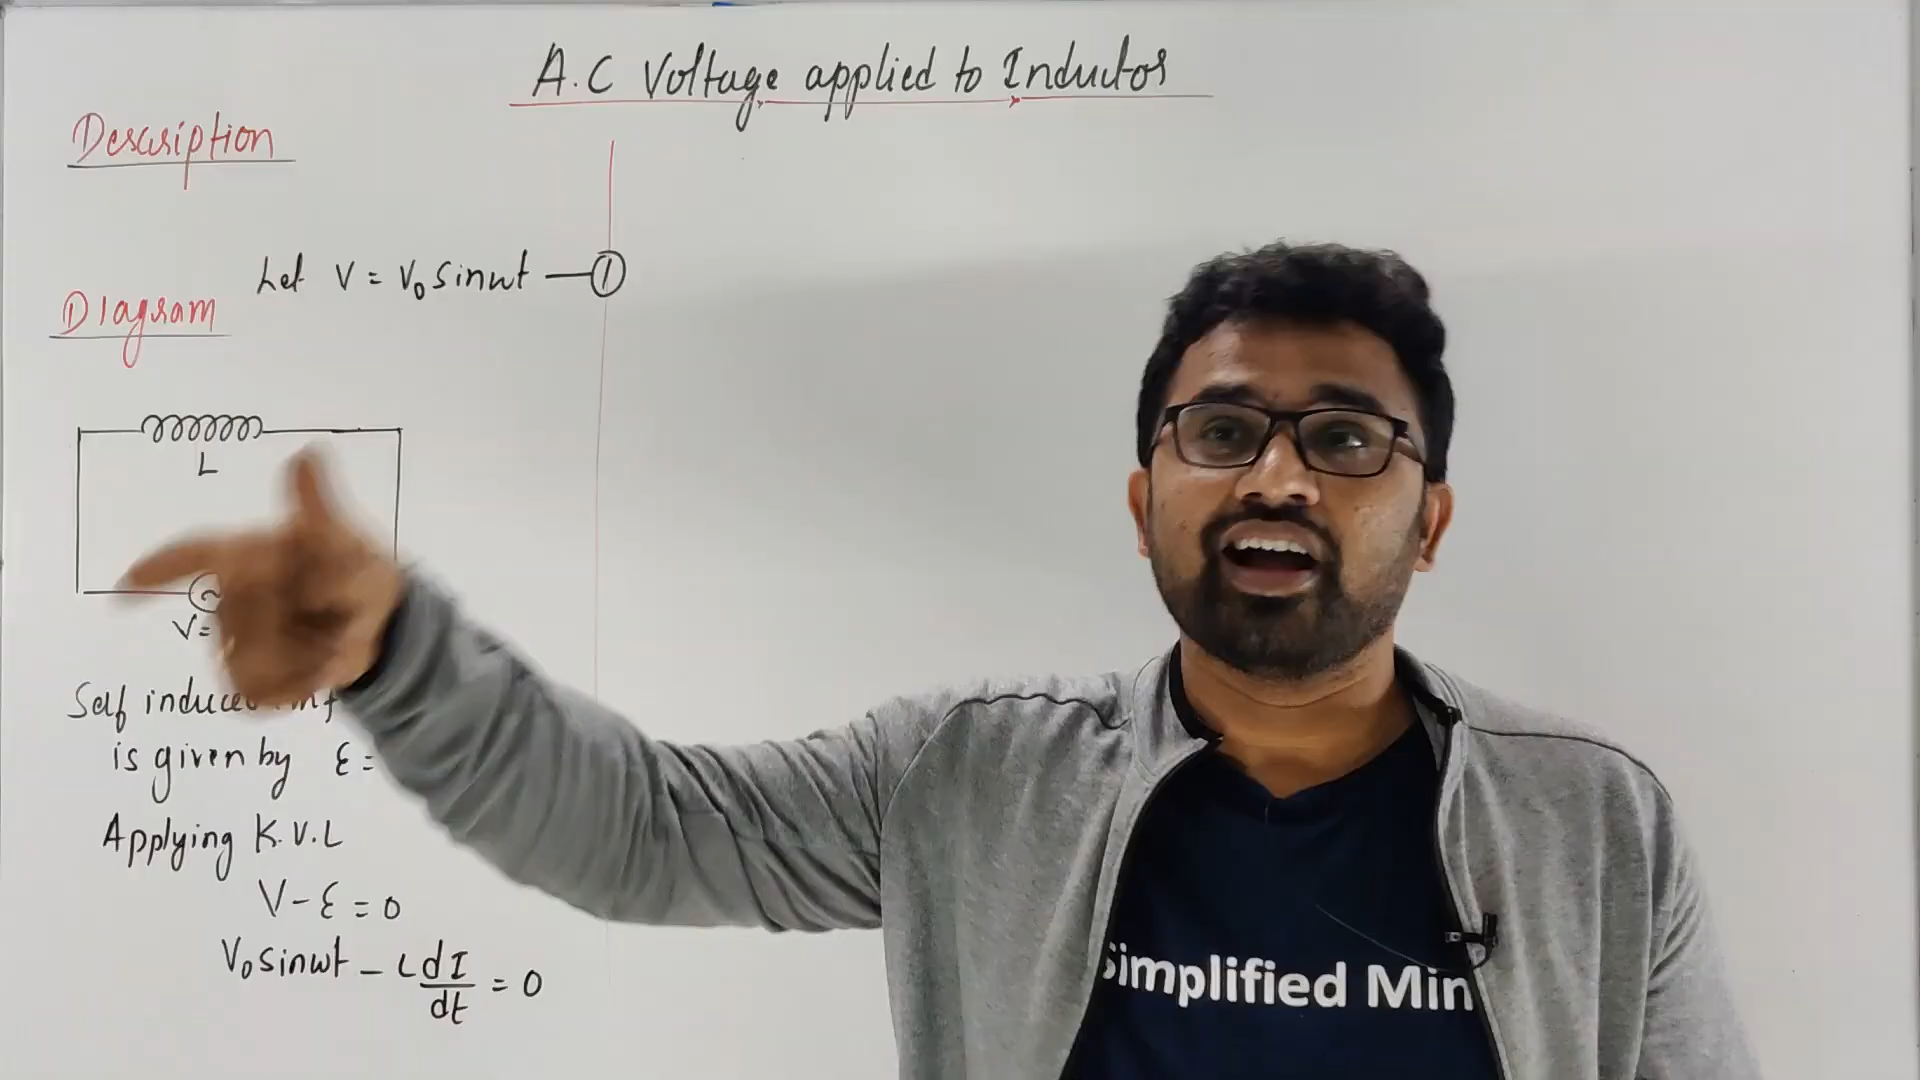 A.C Voltage applied to Inductor
Description
Let V = V₀ sinωt —①
Diagram
L
~
V=
Self induced
is given by ε =
Applying K.V.L
V - ε = 0
V₀ sinωt - L dI/dt = 0
Simplified Min